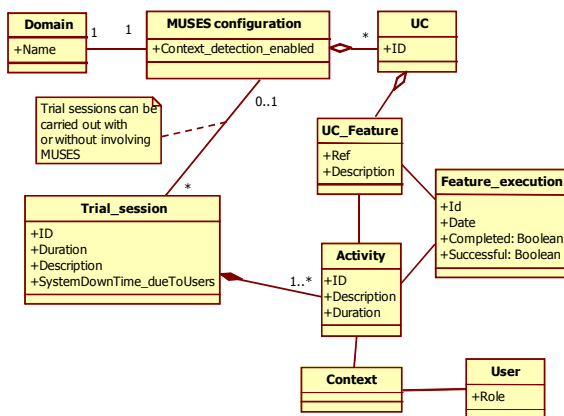 Domain
+Name
1
1
MUSES configuration
+Context_detection_enabled
*
UC
+ID
Trial sessions can be
carried out with
or without involving
MUSES
0..1
*
UC_Feature
+Ref
+Description
Feature_execution
+Id
+Date
+Completed: Boolean
+Successful: Boolean
Trial_session
+ID
+Duration
+Description
+SystemDownTime_dueToUsers
1..*
Activity
+ID
+Description
+Duration
Context
User
+Role